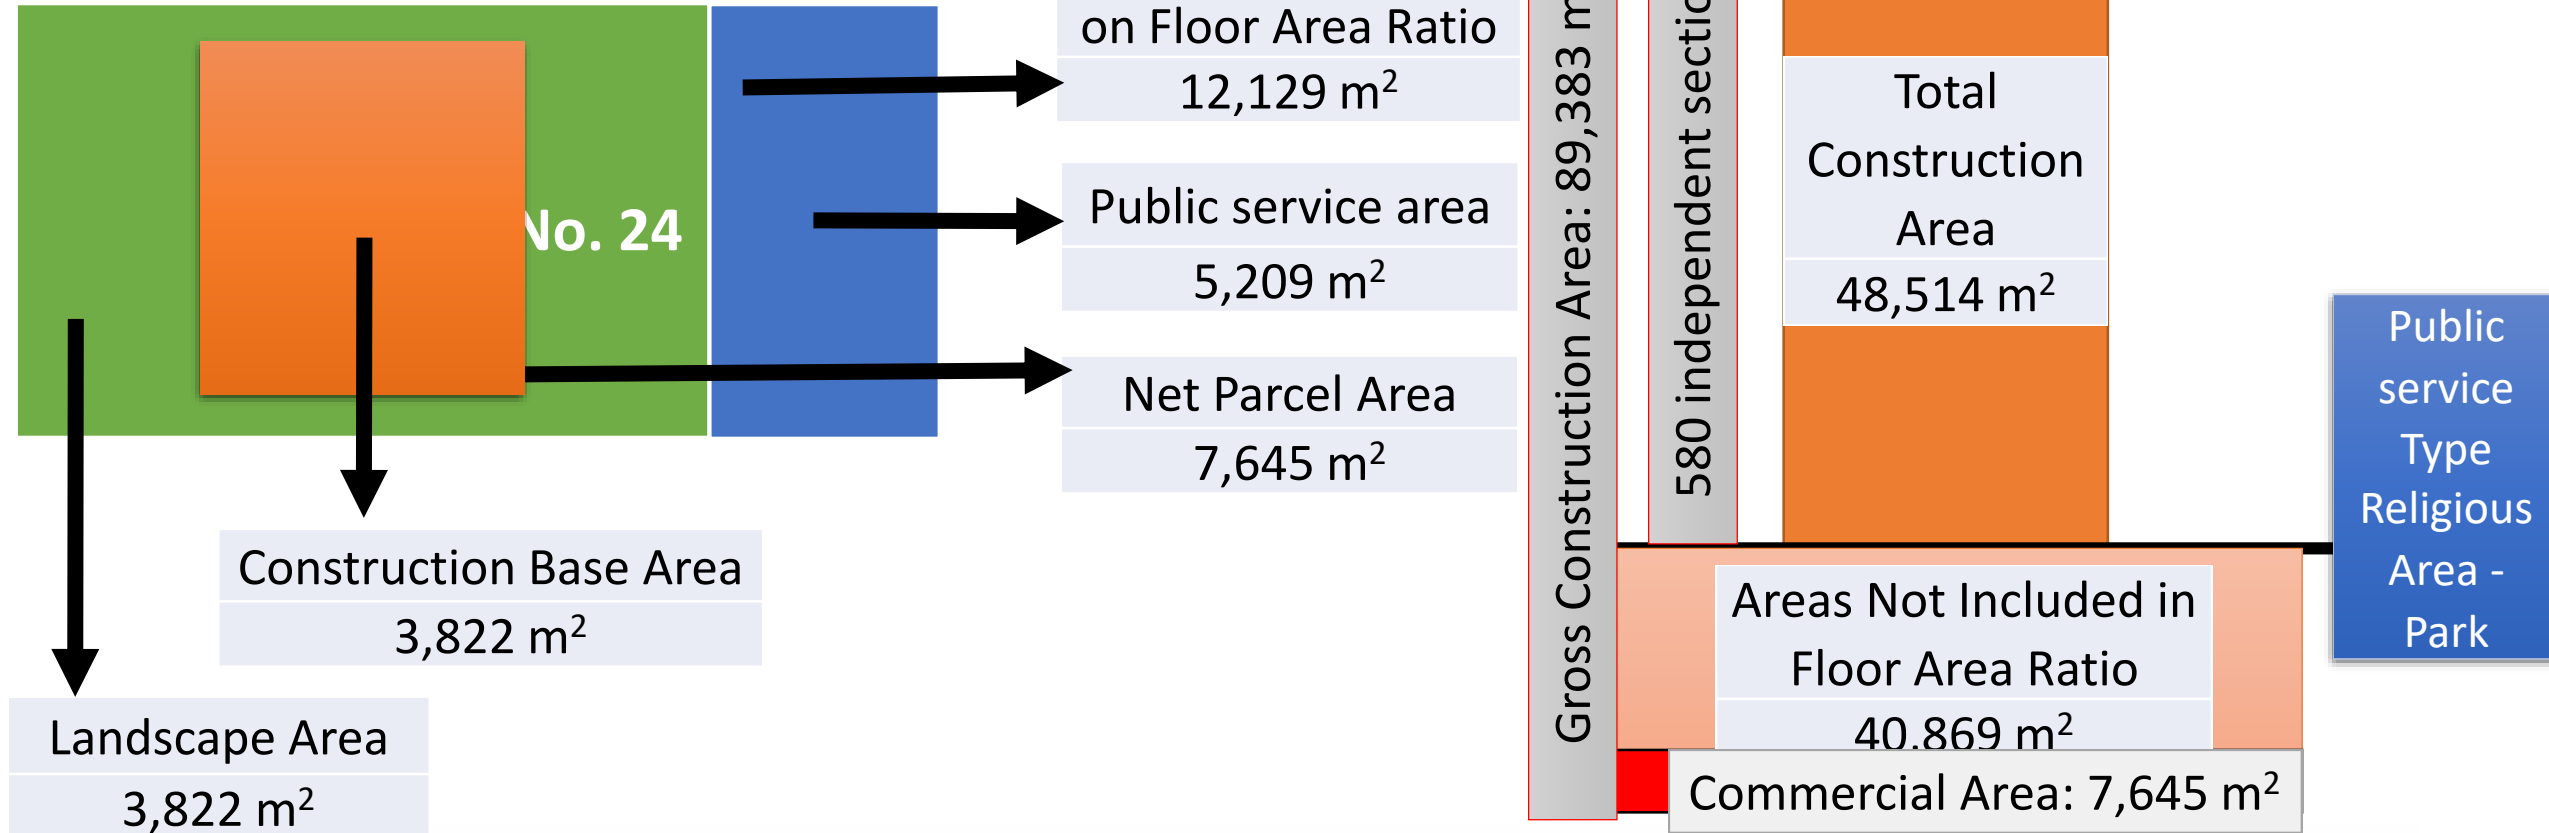 on Floor Area Ratio
12,129 m²
No. 24
Public service area
5,209 m²
Net Parcel Area
7,645 m²
Construction Base Area
3,822 m²
Landscape Area
3,822 m²
Gross Construction Area: 89,383 m
580 independent sectio
Total
Construction
Area
48,514 m²
Areas Not Included in
Floor Area Ratio
40.869 m²
Commercial Area: 7,645 m²
Public
service
Type
Religious
Area -
Park